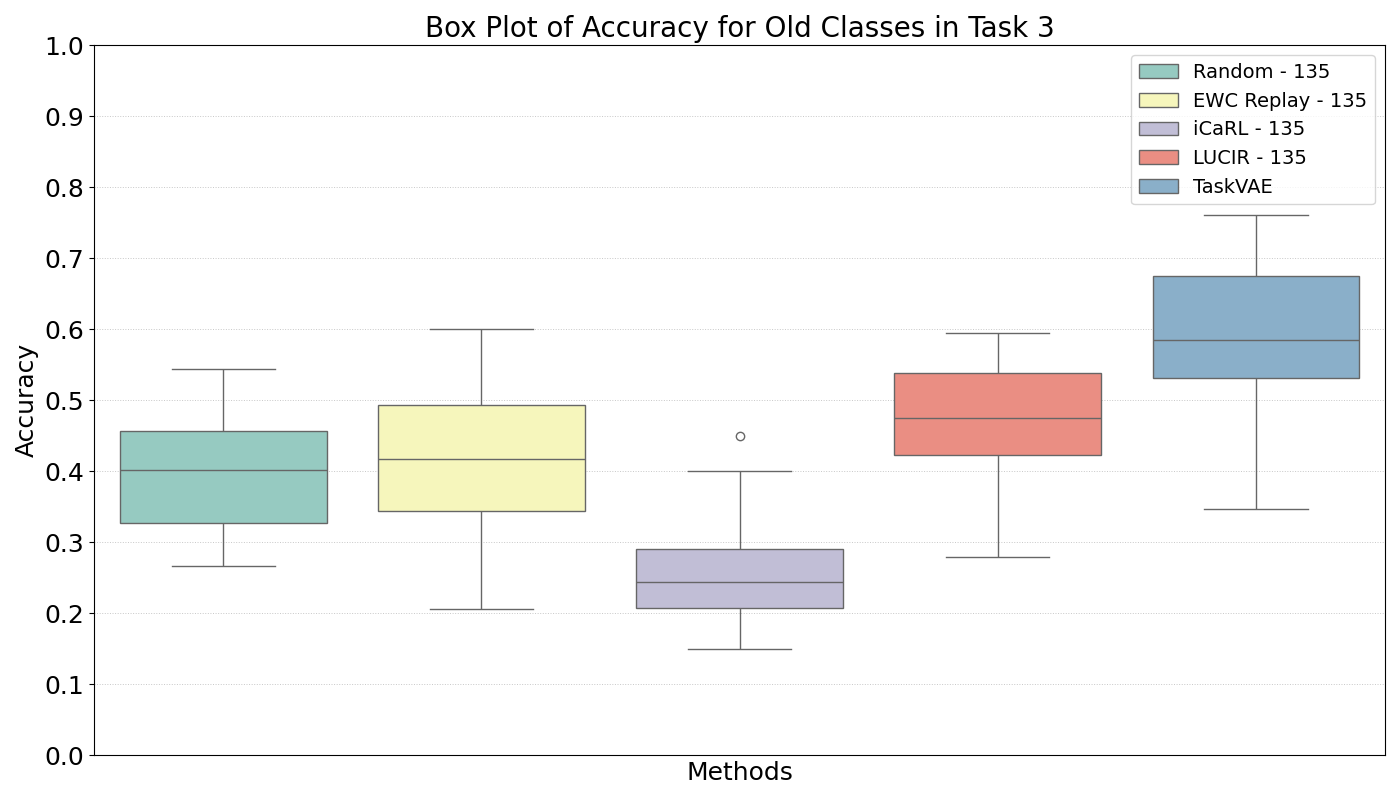 Box Plot of Accuracy for Old Classes in Task 3
1.0
0.9
0.8
0.7
0.6
0.5
0.4
0.3
0.2
0.1
0.0
Accuracy
Methods
Random - 135
EWC Replay - 135
iCaRL - 135
LUCIR - 135
TaskVAE